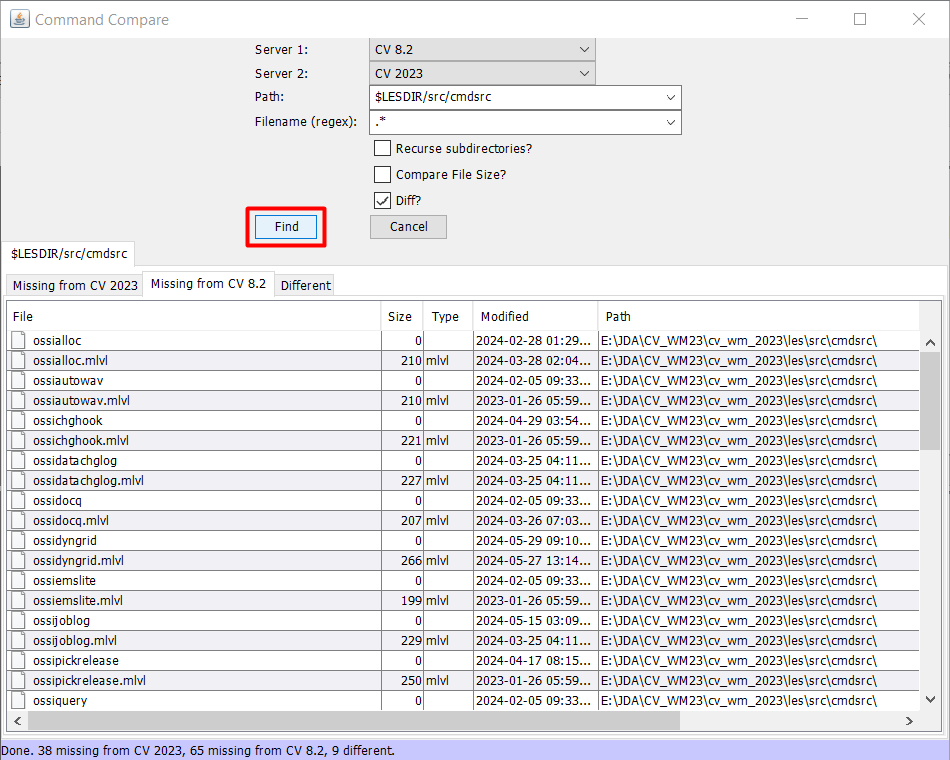 Command Compare
Server 1: CV 8.2
Server 2: CV 2023
Path: $LESDIR/src/cmdsrc
Filename (regex): .*
Recurse subdirectories?
Compare File Size?
Diff?
Find Cancel
$LESDIR/src/cmdsrc
Missing from CV 2023 Missing from CV 8.2 Different
File Size Type Modified Path
ossialloc 0 2024-02-28 01:29... E:\JDA\CV_WM23\cv_wm_2023\les\src\cmdsrc\
ossialloc.mlvl 210 mlvl 2024-03-28 02:04... E:\JDA\CV_WM23\cv_wm_2023\les\src\cmdsrc\
ossiautowav 0 2024-02-05 09:33... E:\JDA\CV_WM23\cv_wm_2023\les\src\cmdsrc\
ossiautowav.mlvl 210 mlvl 2023-01-26 05:59... E:\JDA\CV_WM23\cv_wm_2023\les\src\cmdsrc\
ossichghook 0 2024-04-29 03:54... E:\JDA\CV_WM23\cv_wm_2023\les\src\cmdsrc\
ossichghook.mlvl 221 mlvl 2023-01-26 05:59... E:\JDA\CV_WM23\cv_wm_2023\les\src\cmdsrc\
ossidatachglog 0 2024-03-25 04:11... E:\JDA\CV_WM23\cv_wm_2023\les\src\cmdsrc\
ossidatachglog.mlvl 227 mlvl 2024-03-25 04:11... E:\JDA\CV_WM23\cv_wm_2023\les\src\cmdsrc\
ossidocq 0 2024-02-05 09:33... E:\JDA\CV_WM23\cv_wm_2023\les\src\cmdsrc\
ossidocq.mlvl 207 mlvl 2024-03-26 07:03... E:\JDA\CV_WM23\cv_wm_2023\les\src\cmdsrc\
ossidyngrid 0 2024-05-29 09:10... E:\JDA\CV_WM23\cv_wm_2023\les\src\cmdsrc\
ossidyngrid.mlvl 266 mlvl 2024-05-27 13:14... E:\JDA\CV_WM23\cv_wm_2023\les\src\cmdsrc\
ossiemslite 0 2024-02-05 09:33... E:\JDA\CV_WM23\cv_wm_2023\les\src\cmdsrc\
ossiemslite.mlvl 199 mlvl 2023-01-26 05:59... E:\JDA\CV_WM23\cv_wm_2023\les\src\cmdsrc\
ossijoblog 0 2024-05-15 03:09... E:\JDA\CV_WM23\cv_wm_2023\les\src\cmdsrc\
ossijoblog.mlvl 229 mlvl 2024-03-25 04:11... E:\JDA\CV_WM23\cv_wm_2023\les\src\cmdsrc\
ossipickrelease 0 2024-04-17 08:15... E:\JDA\CV_WM23\cv_wm_2023\les\src\cmdsrc\
ossipickrelease.mlvl 250 mlvl 2023-01-26 05:59... E:\JDA\CV_WM23\cv_wm_2023\les\src\cmdsrc\
ossiquery 0 2024-02-05 09:33... E:\JDA\CV_WM23\cv_wm_2023\les\src\cmdsrc\
Done. 38 missing from CV 2023, 65 missing from CV 8.2, 9 different.